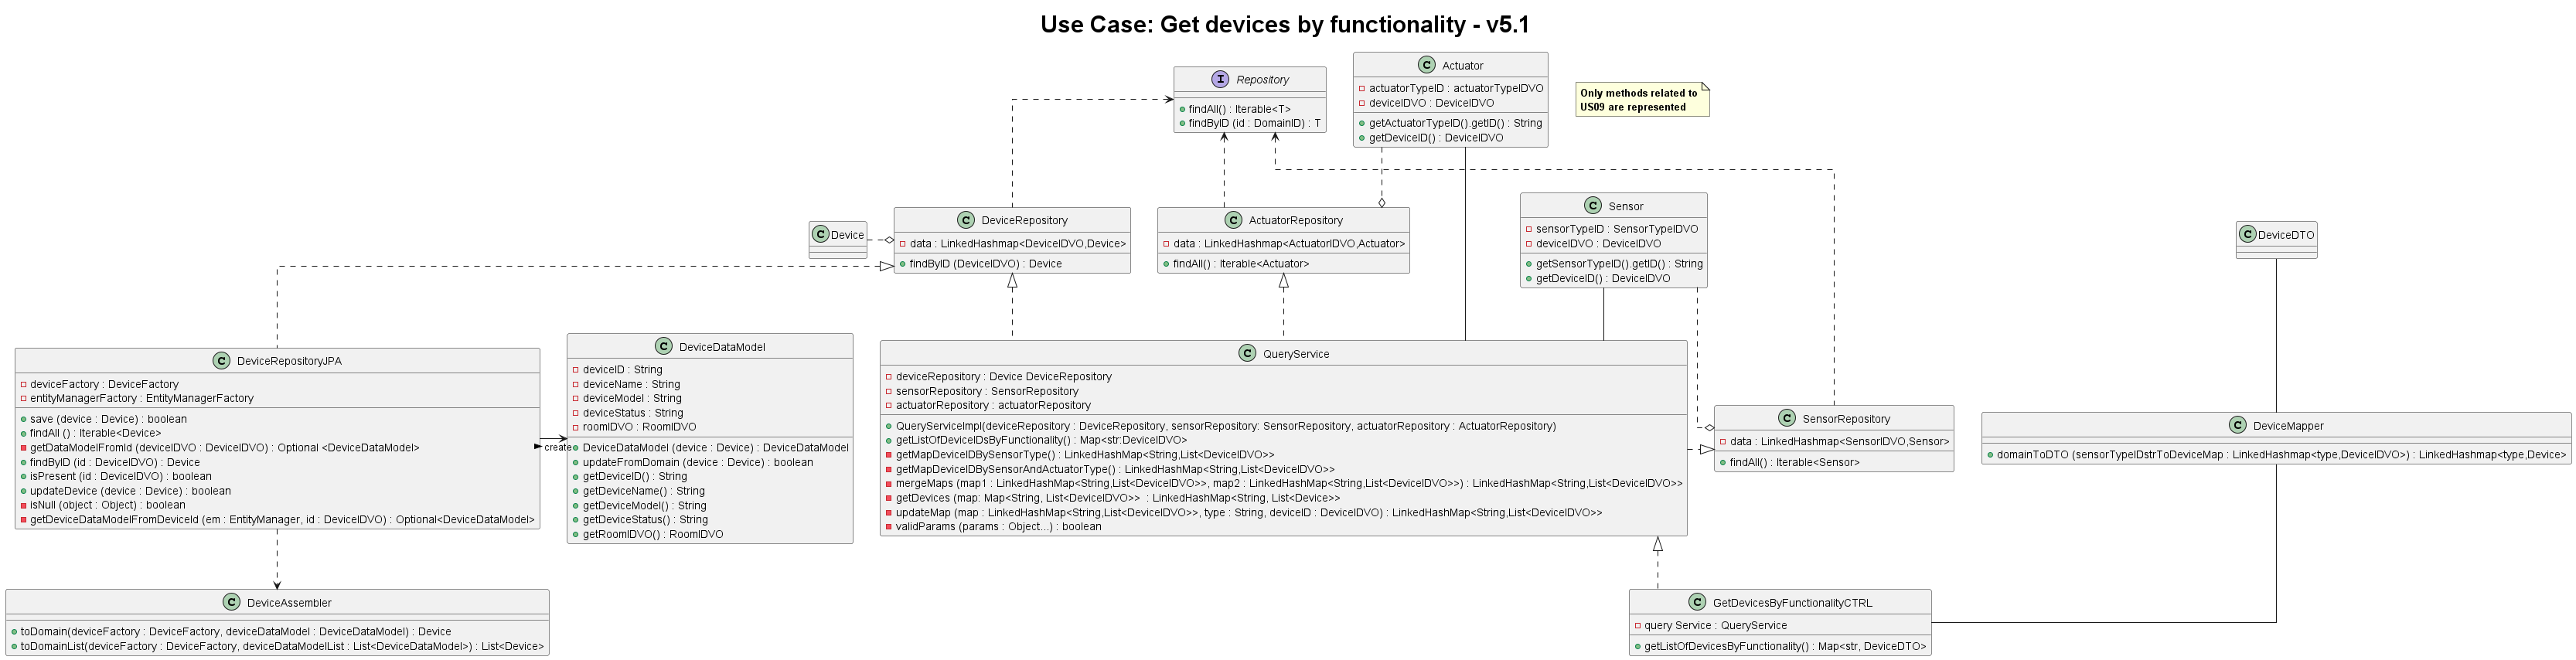 Use Case: Get devices by functionality - v5.1
I Repository
findAll() : Iterable<T>
findByID (id : DomainID) : T
C Actuator
actuatorTypeID : actuatorTypeIDVO
deviceIDVO : DeviceIDVO
getActuatorTypeID().getID() : String
getDeviceID() : DeviceIDVO
Only methods related to
US09 are represented
C Device
C DeviceRepository
data : LinkedHashmap<DeviceIDVO,Device>
findByID (DeviceIDVO) : Device
C ActuatorRepository
data : LinkedHashmap<ActuatorIDVO,Actuator>
findAll() : Iterable<Actuator>
C Sensor
sensorTypeID : SensorTypeIDVO
deviceIDVO : DeviceIDVO
getSensorTypeID().getID() : String
getDeviceID() : DeviceIDVO
C DeviceDTO
C DeviceRepositoryJPA
deviceFactory : DeviceFactory
entityManagerFactory : EntityManagerFactory
save (device : Device) : boolean
findAll () : Iterable<Device>
getDataModelFromId (deviceIDVO : DeviceIDVO) : Optional <DeviceDataModel>
findByID (id : DeviceIDVO) : Device
isPresent (id : DeviceIDVO) : boolean
updateDevice (device : Device) : boolean
isNull (object : Object) : boolean
getDeviceDataModelFromDeviceId (em : EntityManager, id : DeviceIDVO) : Optional<DeviceDataModel>
create
C DeviceDataModel
deviceID : String
deviceName : String
deviceModel : String
deviceStatus : String
roomIDVO : RoomIDVO
DeviceDataModel (device : Device) : DeviceDataModel
updateFromDomain (device : Device) : boolean
getDeviceID() : String
getDeviceName() : String
getDeviceModel() : String
getDeviceStatus() : String
getRoomIDVO() : RoomIDVO
C QueryService
deviceRepository : Device DeviceRepository
sensorRepository : SensorRepository
actuatorRepository : actuatorRepository
QueryServiceImpl(deviceRepository : DeviceRepository, sensorRepository: SensorRepository, actuatorRepository : ActuatorRepository)
getListOfDeviceIDsByFunctionality() : Map<str:DeviceIDVO>
getMapDeviceIDBySensorType() : LinkedHashMap<String,List<DeviceIDVO>>
getMapDeviceIDBySensorAndActuatorType() : LinkedHashMap<String,List<DeviceIDVO>>
mergeMaps (map1 : LinkedHashMap<String,List<DeviceIDVO>>, map2 : LinkedHashMap<String,List<DeviceIDVO>>) : LinkedHashMap<String,List<DeviceIDVO>>
getDevices (map: Map<String, List<DeviceIDVO>> : LinkedHashMap<String, List<Device>>
updateMap (map : LinkedHashMap<String,List<DeviceIDVO>>, type : String, deviceID : DeviceIDVO) : LinkedHashMap<String,List<DeviceIDVO>>
validParams (params : Object...) : boolean
C SensorRepository
data : LinkedHashmap<SensorIDVO,Sensor>
findAll() : Iterable<Sensor>
C DeviceMapper
domainToDTO (sensorTypeIDstrToDeviceMap : LinkedHashmap<type,DeviceIDVO>) : LinkedHashmap<type,Device>
C DeviceAssembler
toDomain(deviceFactory : DeviceFactory, deviceDataModel : DeviceDataModel) : Device
toDomainList(deviceFactory : DeviceFactory, deviceDataModelList : List<DeviceDataModel>) : List<Device>
C GetDevicesByFunctionalityCTRL
query Service : QueryService
getListOfDevicesByFunctionality() : Map<str, DeviceDTO>